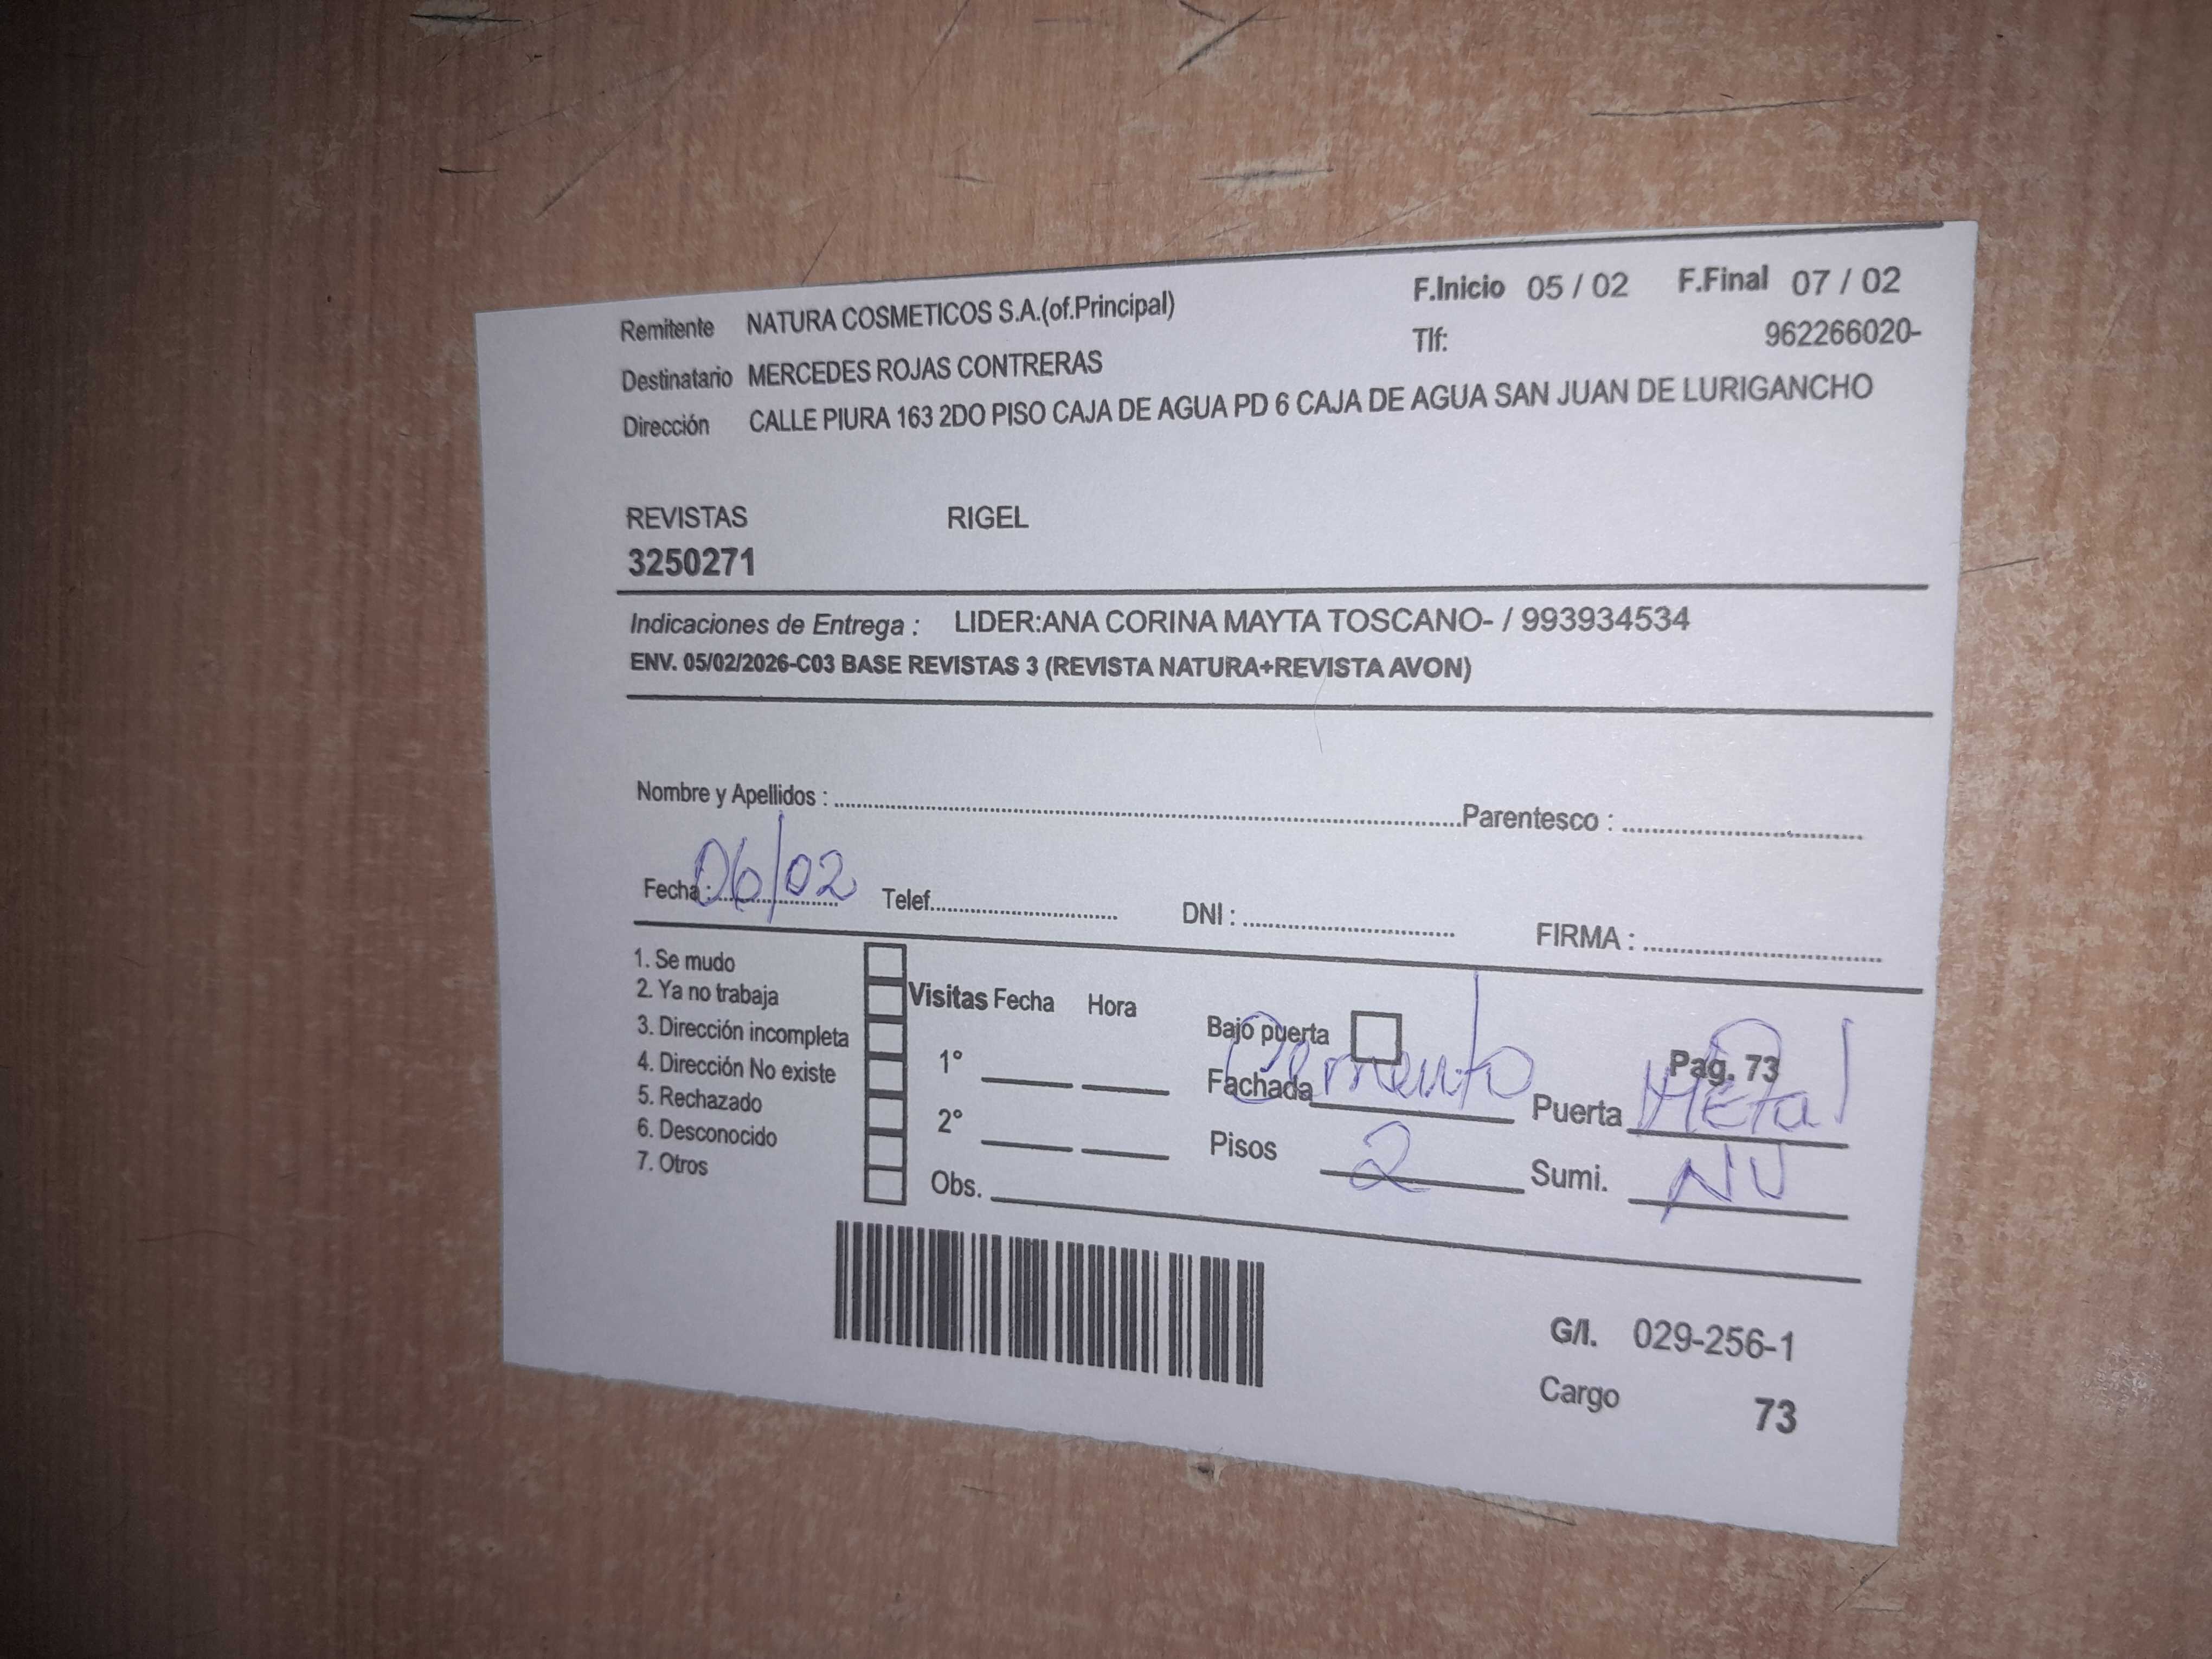 F.Inicio 05 / 02 F.Final 07 / 02
Remitente NATURA COSMETICOS S.A.(of.Principal) Tlf: 962266020-
Destinatario MERCEDES ROJAS CONTRERAS
Dirección CALLE PIURA 163 2DO PISO CAJA DE AGUA PD 6 CAJA DE AGUA SAN JUAN DE LURIGANCHO
REVISTAS RIGEL
3250271
Indicaciones de Entrega : LIDER:ANA CORINA MAYTA TOSCANO- / 993934534
ENV. 05/02/2026-C03 BASE REVISTAS 3 (REVISTA NATURA+REVISTA AVON)
Nombre y Apellidos : Parentesco :
Fecha : 06/02 Telef. DNI : FIRMA :
1. Se mudo
2. Ya no trabaja
3. Dirección incompleta
4. Dirección No existe
5. Rechazado
6. Desconocido
7. Otros
Visitas Fecha Hora
1°
2°
Obs.
Bajo puerta Pag. 73
Fachada Cemento Puerta Metal
Pisos 2 Sumi. NU
G/I. 029-256-1
Cargo 73